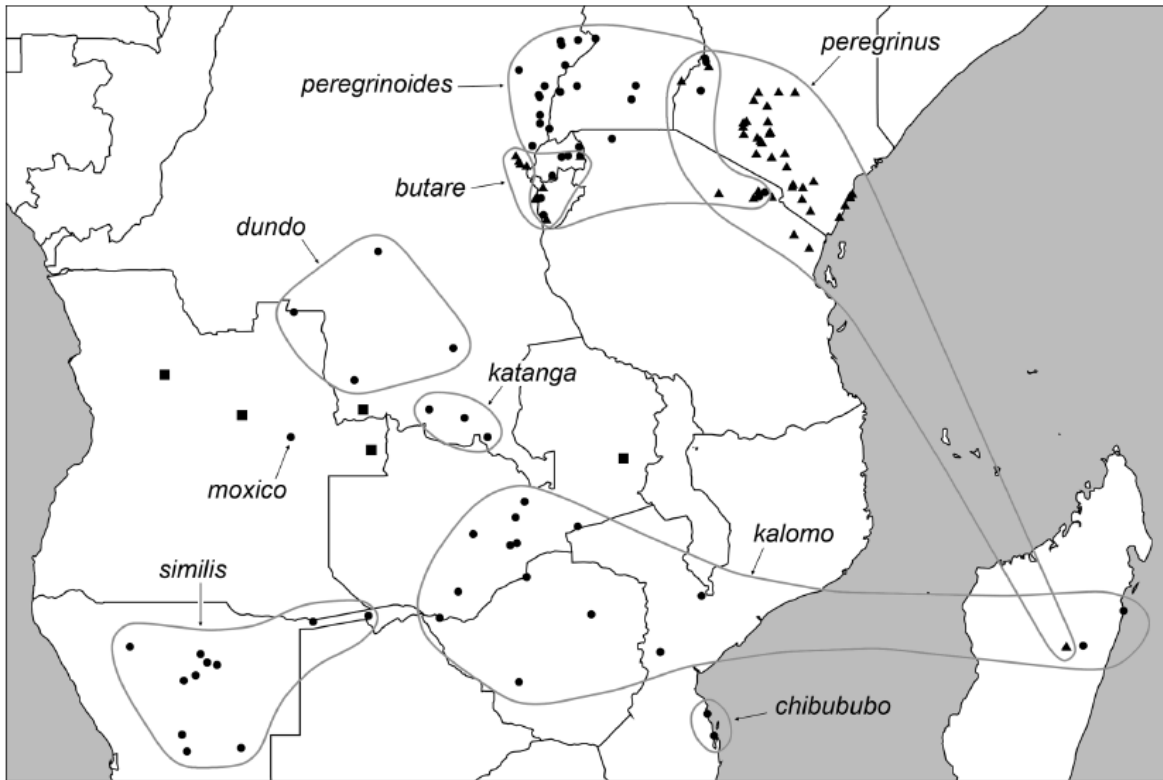 peregrinus
peregrinoides
butare
dundo
katanga
moxico
kalomo
similis
chibububo